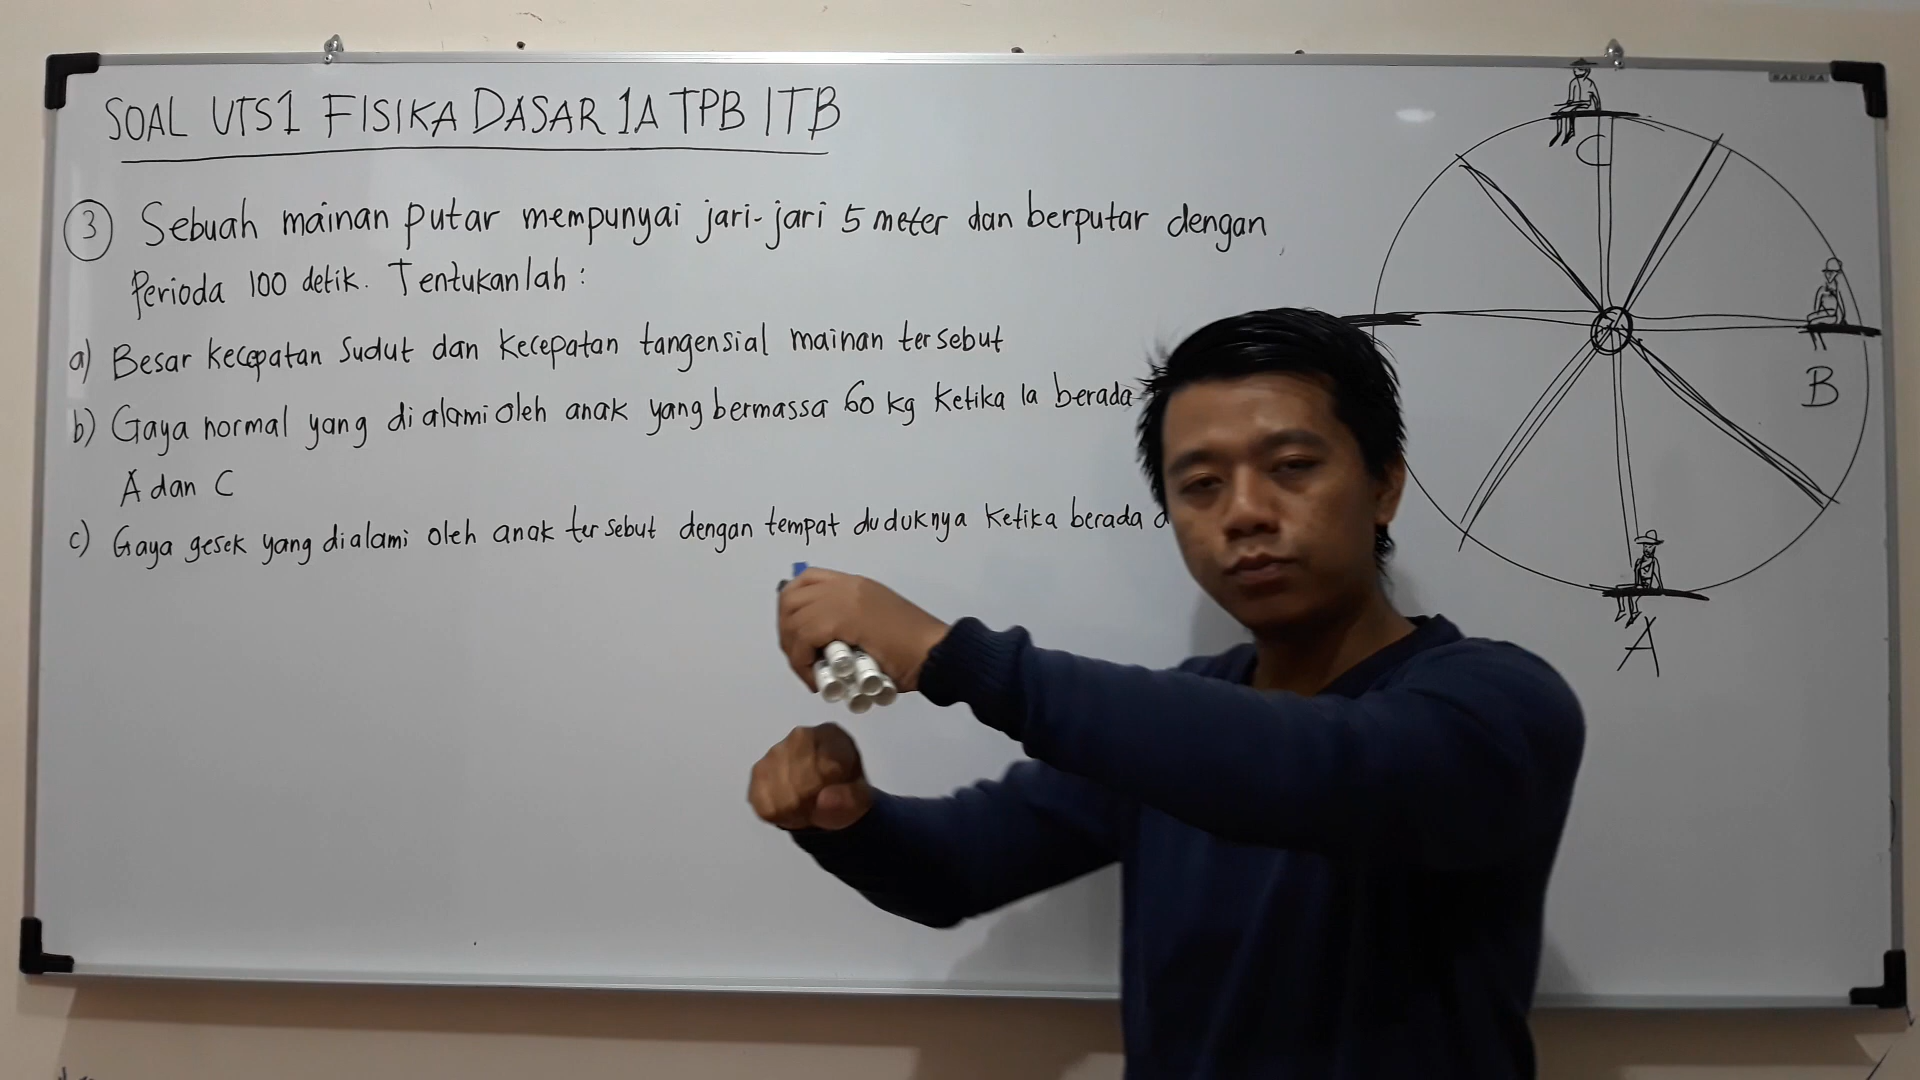 SOAL UTS1 FISIKA DASAR 1A TPB ITB
3 Sebuah mainan putar mempunyai jari-jari 5 meter dan berputar dengan
Perioda 100 detik. Tentukanlah :
a) Besar kecepatan sudut dan kecepatan tangensial mainan tersebut
b) Gaya normal yang dialami oleh anak yang bermassa 60 kg ketika ia berada
A dan C
c) Gaya gesek yang dialami oleh anak tersebut dengan tempat duduknya ketika berada
C
B
A
SAKURA